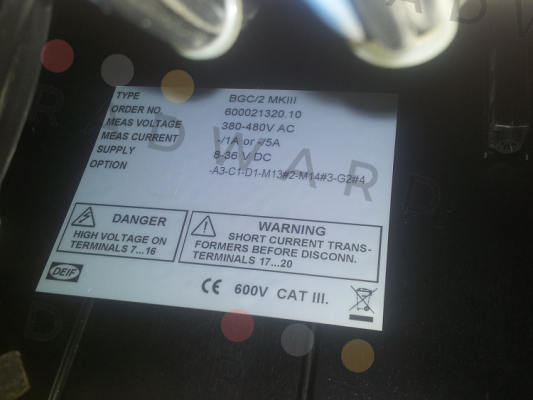 TYPE BGC/2 MKIII
ORDER NO 600021320.10
MEAS VOLTAGE 380-480V AC
MEAS CURRENT -/1A or -/5A
SUPPLY 8-36 V DC
OPTION -A3-C1-D1-M13#2-M14#3-G2#4
DANGER
HIGH VOLTAGE ON
TERMINALS 7...16
WARNING
SHORT CURRENT TRANS-
FORMERS BEFORE DISCONN.
TERMINALS 17...20
DEIF
CE 600V CAT III.
RADWARD